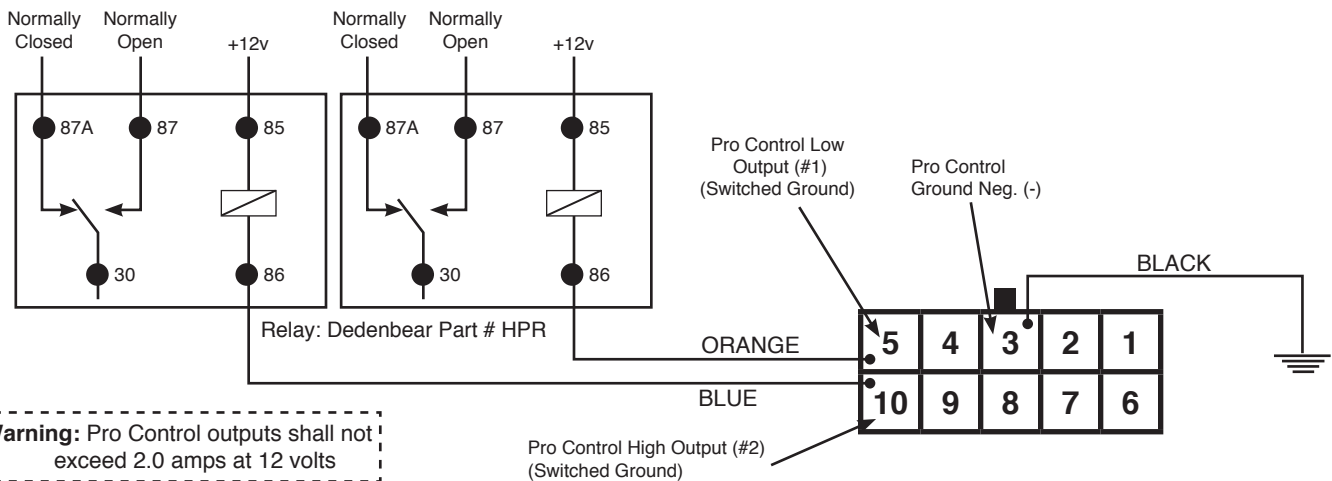 Normally Closed
Normally Open
+12v
Normally Closed
Normally Open
+12v
87A
87
85
87A
87
85
30
86
30
86
Relay: Dedenbear Part # HPR
Pro Control Low
Output (#1)
(Switched Ground)
Pro Control
Ground Neg. (-)
BLACK
ORANGE
BLUE
5 4 3 2 1
10 9 8 7 6
Pro Control High Output (#2)
(Switched Ground)
Warning: Pro Control outputs shall not
exceed 2.0 amps at 12 volts